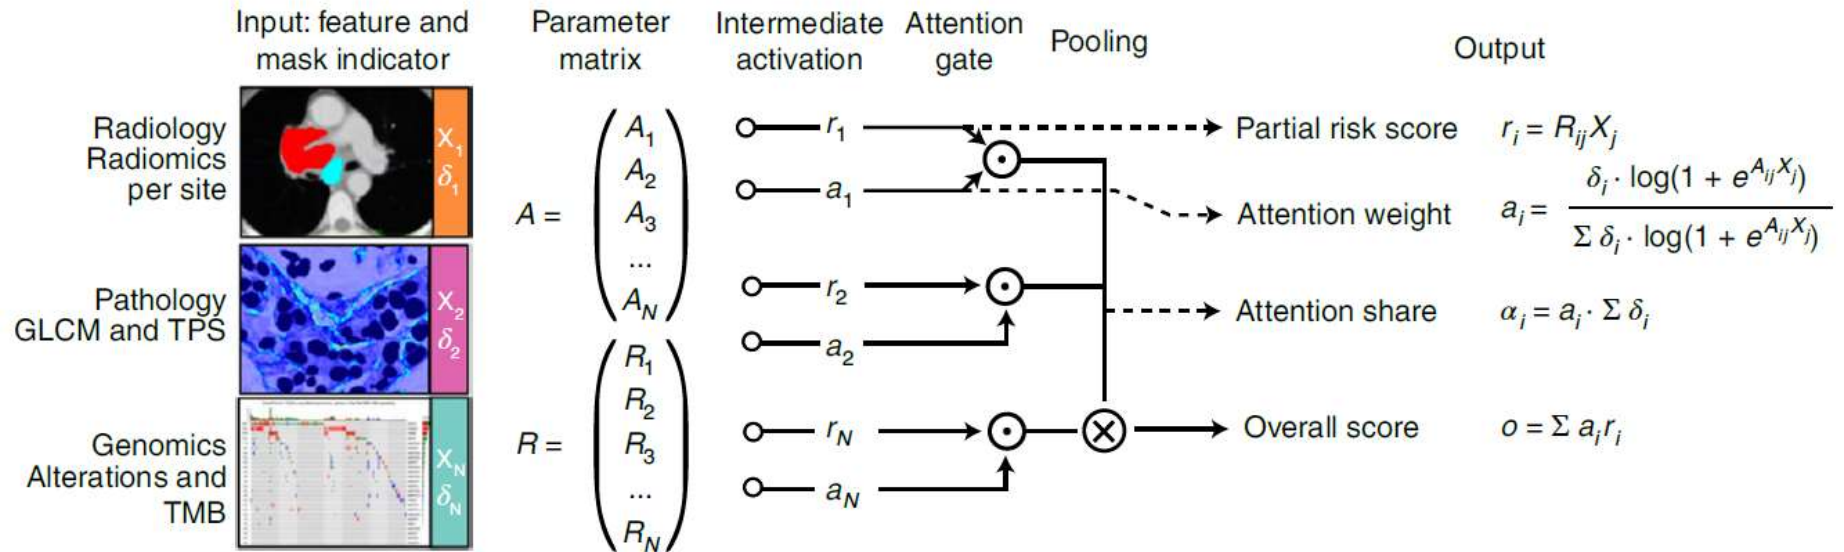 Input: feature and
mask indicator
Parameter
matrix
Intermediate
activation
Attention
gate
Pooling
Output
Radiology
Radiomics
per site
X1
δ1
Pathology
GLCM and TPS
X2
δ2
Genomics
Alterations and
TMB
XN
δN
A =
A1
A2
A3
...
AN
R =
R1
R2
R3
...
RN
r1
a1
r2
a2
rN
aN
Partial risk score
ri = RijXj
Attention weight
ai = δi · log(1 + e^AijXj)
Σ δi · log(1 + e^AijXj)
Attention share
αi = ai · Σ δi
Overall score
o = Σ airi